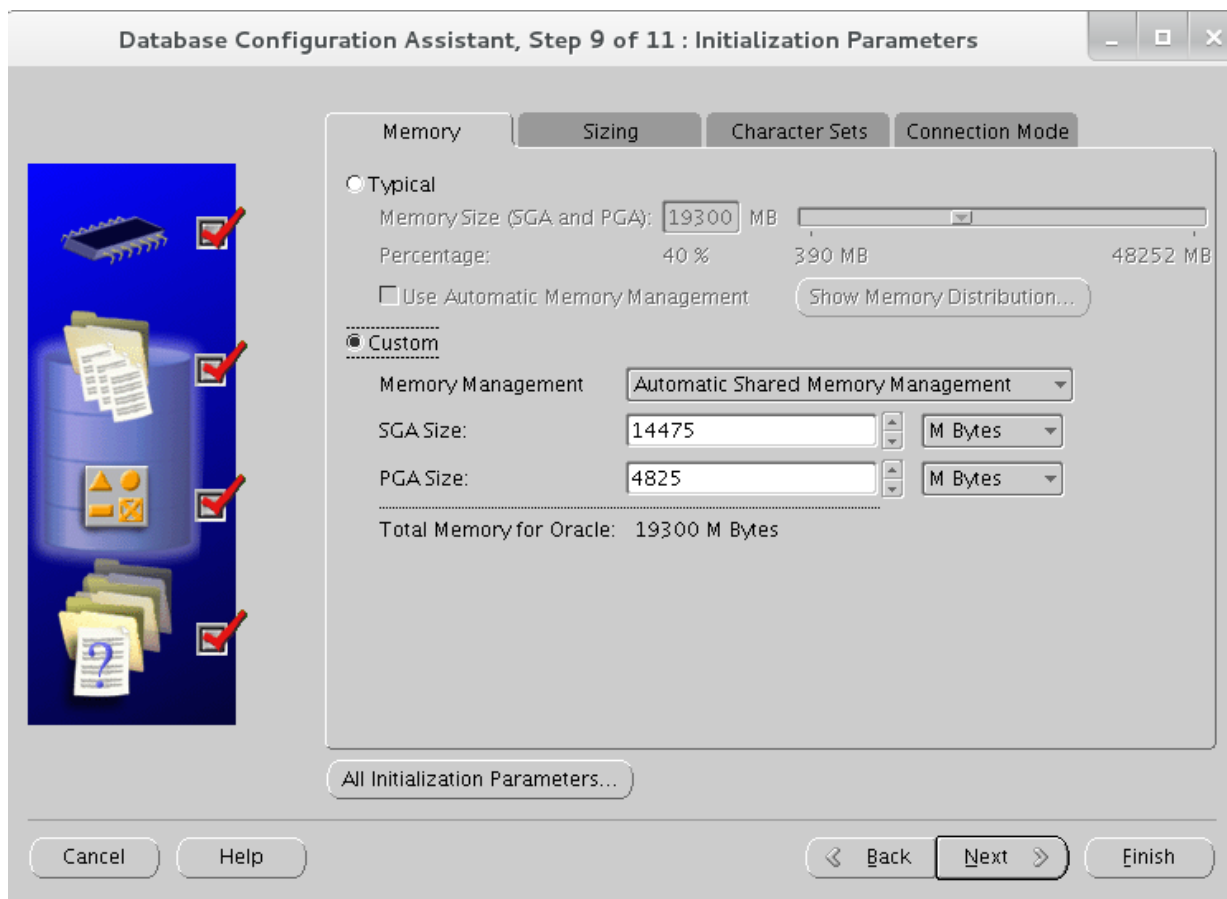 Database Configuration Assistant, Step 9 of 11 : Initialization Parameters
Memory Sizing Character Sets Connection Mode
Typical
Memory Size (SGA and PGA): 19300 MB
Percentage: 40 % 390 MB 48252 MB
Use Automatic Memory Management Show Memory Distribution...
Custom
Memory Management Automatic Shared Memory Management
SGA Size: 14475 M Bytes
PGA Size: 4825 M Bytes
Total Memory for Oracle: 19300 M Bytes
?
All Initialization Parameters...
Cancel Help Back Next Finish